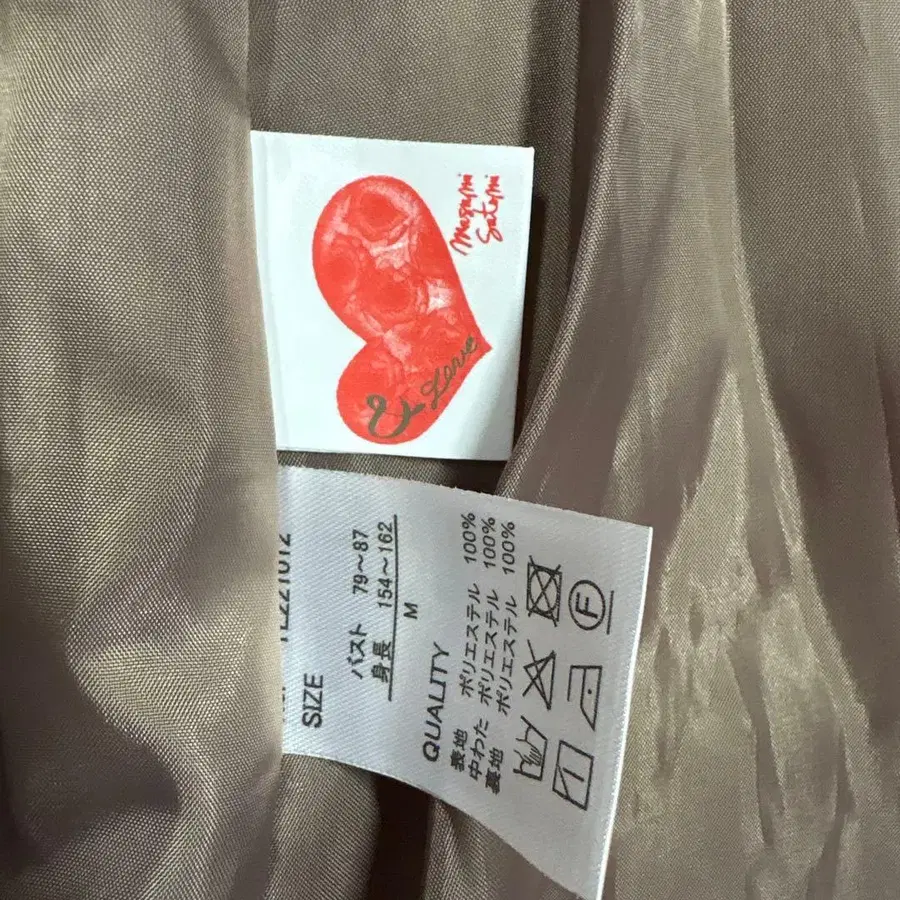 Masumi
Satomi
& Love
SIZE
バスト 79～87
身長 154～162
M
QUALITY
表地 ポリエステル 100%
中わた ポリエステル 100%
裏地 ポリエステル 100%
F